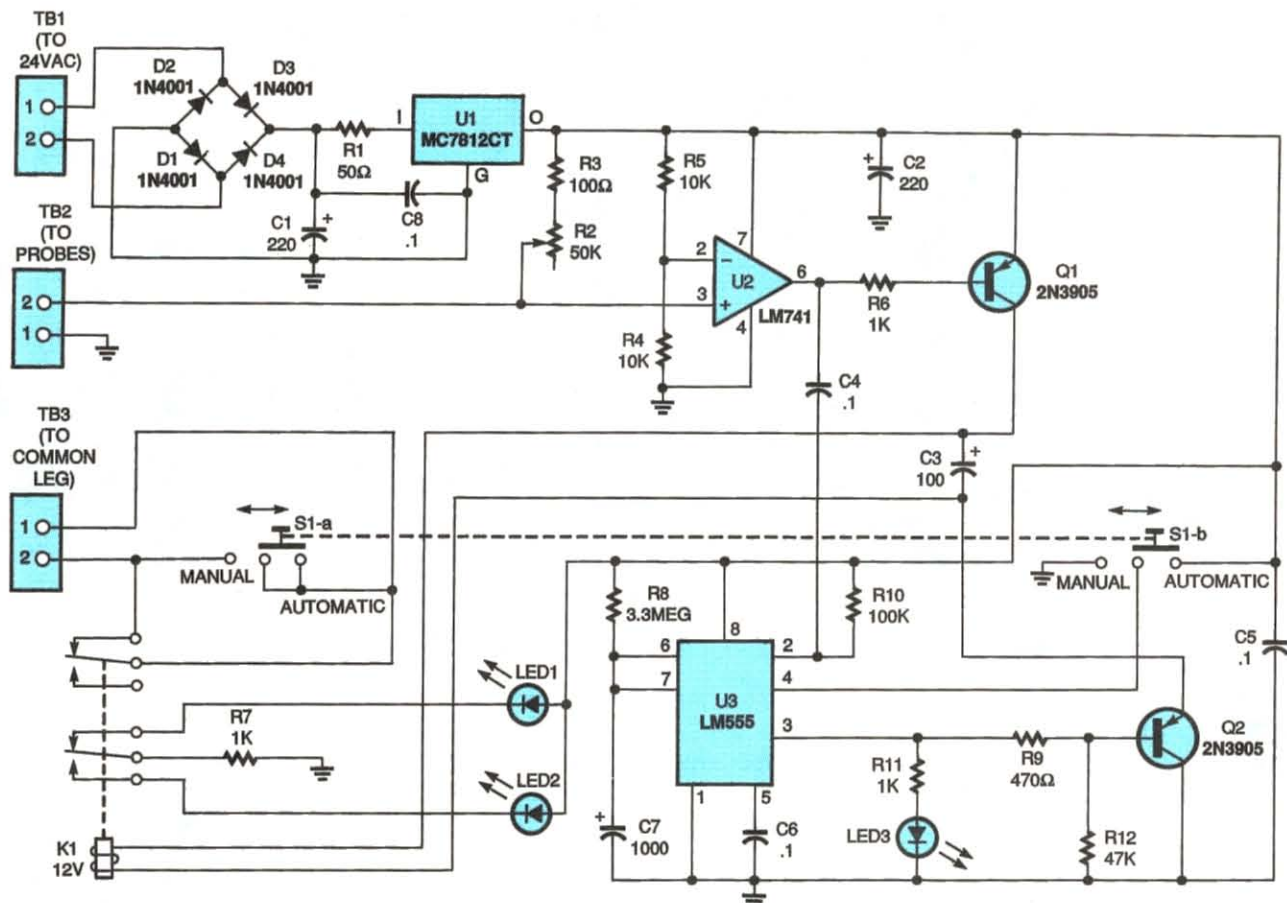 TB1
(TO
24VAC)
1
2
D2
1N4001
D3
1N4001
D1
1N4001
D4
1N4001
R1
50Ω
I
U1
MC7812CT
O
G
C1
220
+
C8
.1
R3
100Ω
R2
50K
R5
10K
R4
10K
2
3
7
6
4
−
+
U2
LM741
C2
220
+
R6
1K
Q1
2N3905
C4
.1
TB2
(TO
PROBES)
2
1
TB3
(TO
COMMON
LEG)
1
2
S1-a
MANUAL
AUTOMATIC
C3
100
+
S1-b
MANUAL
AUTOMATIC
R8
3.3MEG
R10
100K
C5
.1
6
7
8
2
4
3
1
5
U3
LM555
LED1
R7
1K
LED2
R11
1K
R9
470Ω
Q2
2N3905
K1
12V
+
C7
1000
C6
.1
LED3
R12
47K